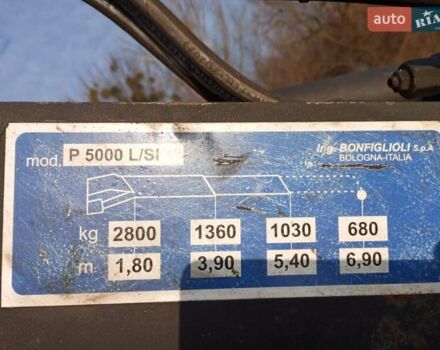 auto RIA
Ing. BONFIGLIOLI S.p.A
BOLOGNA-ITALIA
mod. P 5000 L/SI
kg 2800 1360 1030 680
m 1,80 3,90 5,40 6,90